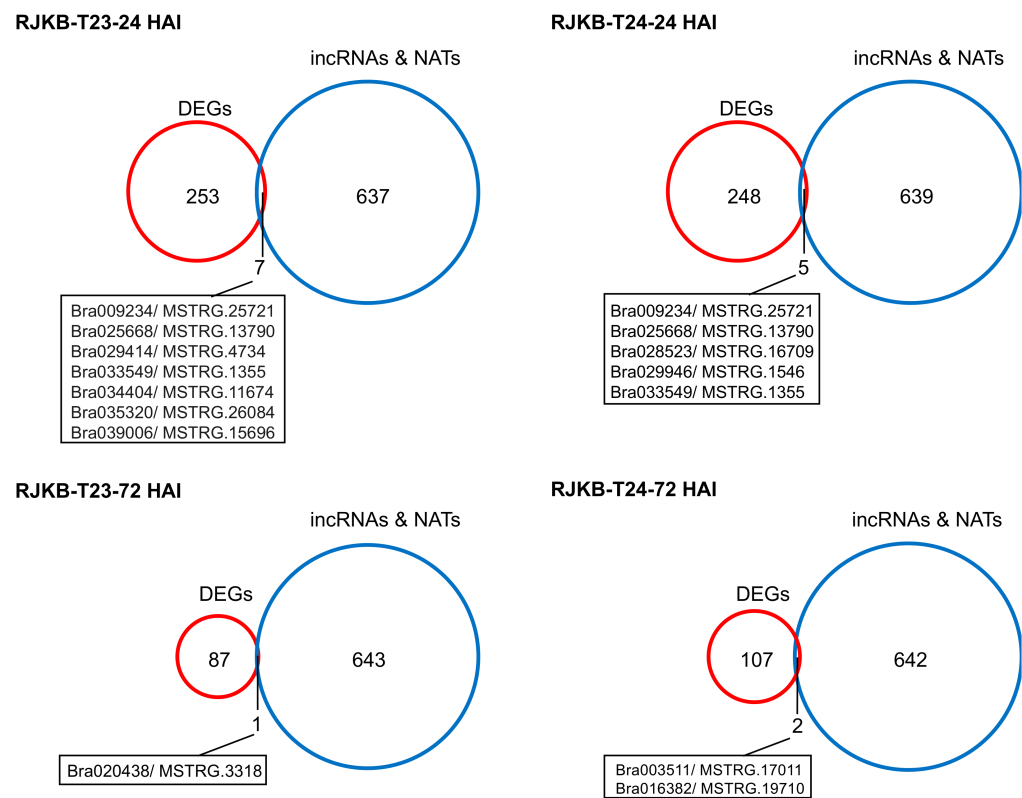 RJKB-T23-24 HAI
incRNAs & NATs
DEGs
253
637
7
Bra009234/ MSTRG.25721
Bra025668/ MSTRG.13790
Bra029414/ MSTRG.4734
Bra033549/ MSTRG.1355
Bra034404/ MSTRG.11674
Bra035320/ MSTRG.26084
Bra039006/ MSTRG.15696
RJKB-T24-24 HAI
incRNAs & NATs
DEGs
248
639
5
Bra009234/ MSTRG.25721
Bra025668/ MSTRG.13790
Bra028523/ MSTRG.16709
Bra029946/ MSTRG.1546
Bra033549/ MSTRG.1355
RJKB-T23-72 HAI
incRNAs & NATs
DEGs
87
643
1
Bra020438/ MSTRG.3318
RJKB-T24-72 HAI
incRNAs & NATs
DEGs
107
642
2
Bra003511/ MSTRG.17011
Bra016382/ MSTRG.19710